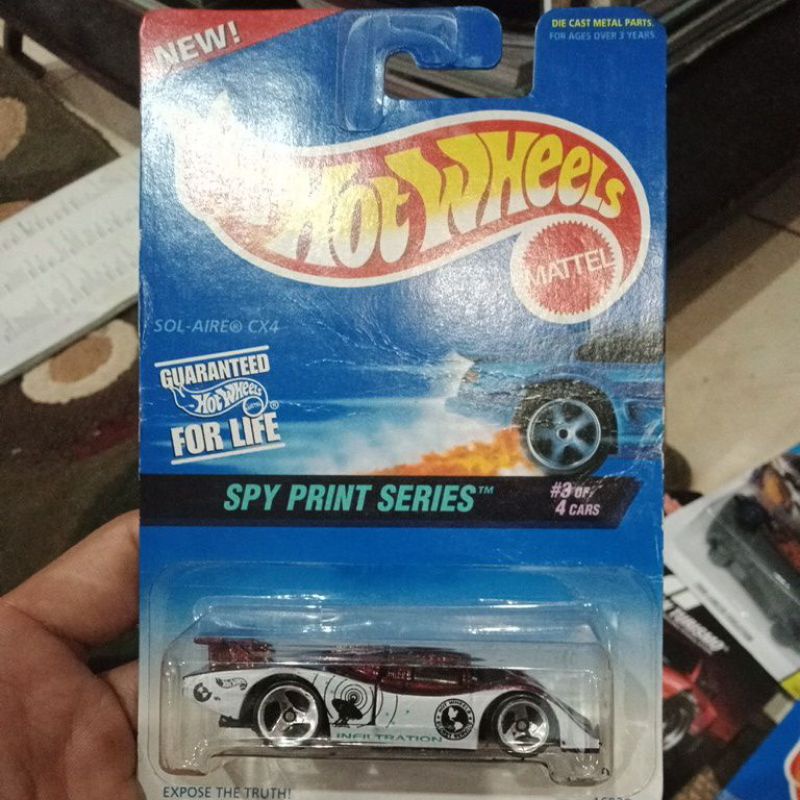 NEW!
DIE CAST METAL PARTS.
FOR AGES OVER 3 YEARS.
HOT WHEELS
MATTEL
SOL-AIRE® CX4
GUARANTEED
HOT WHEELS®
FOR LIFE
SPY PRINT SERIES™
#3 OF
4 CARS
INFILTRATION
EXPOSE THE TRUTH!